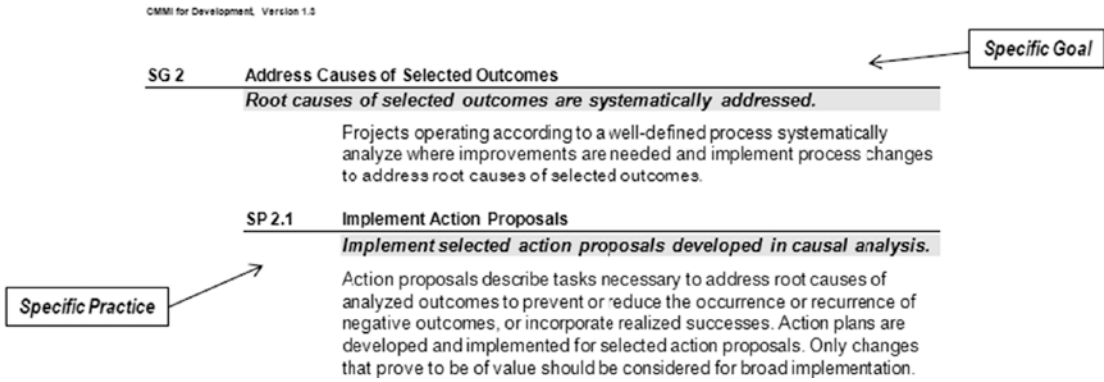 CMMI for Development, Version 1.3
Specific Goal
SG 2 Address Causes of Selected Outcomes
Root causes of selected outcomes are systematically addressed.
Projects operating according to a well-defined process systematically
analyze where improvements are needed and implement process changes
to address root causes of selected outcomes.
SP 2.1 Implement Action Proposals
Implement selected action proposals developed in causal analysis.
Specific Practice
Action proposals describe tasks necessary to address root causes of
analyzed outcomes to prevent or reduce the occurrence or recurrence of
negative outcomes, or incorporate realized successes. Action plans are
developed and implemented for selected action proposals. Only changes
that prove to be of value should be considered for broad implementation.